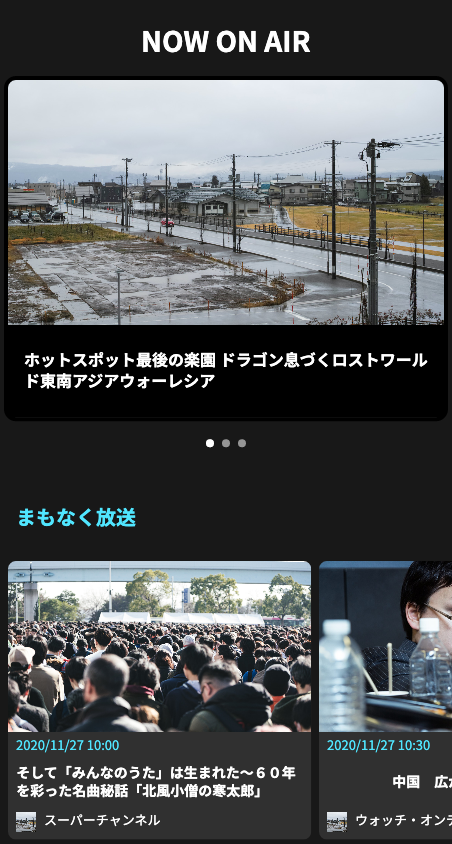 NOW ON AIR
ホットスポット最後の楽園 ドラゴン息づくロストワール
ド東南アジアウォーレシア
まもなく放送
2020/11/27 10:00
そして「みんなのうた」は生まれた〜６０年
を彩った名曲秘話「北風小僧の寒太郎」
スーパーチャンネル
2020/11/27 10:30
中国　広
ウォッチ・オン